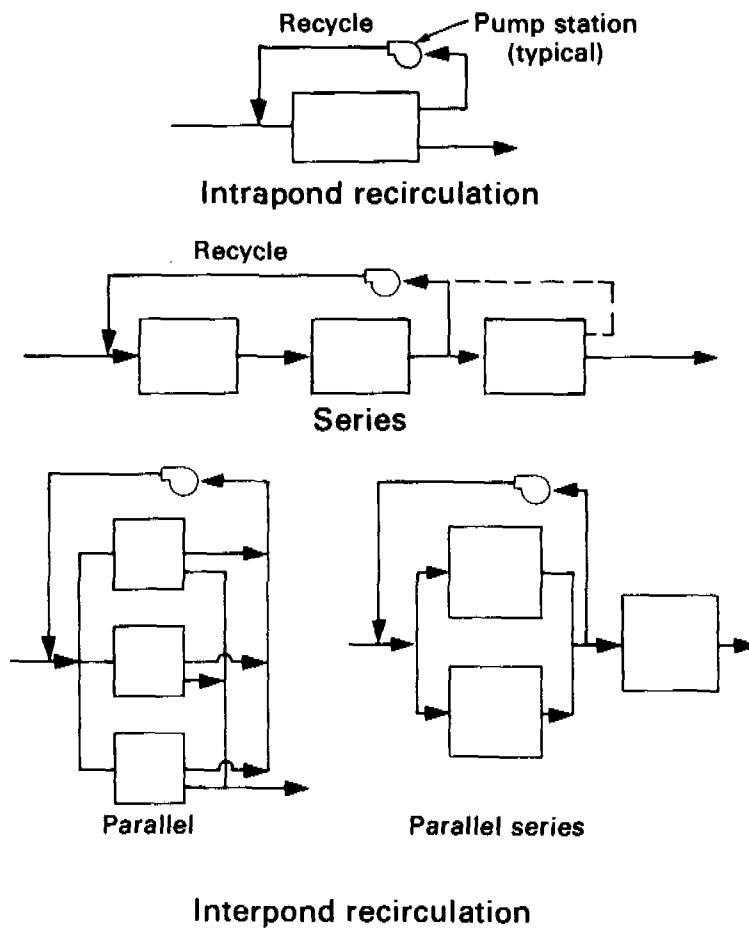 Recycle
Pump station
(typical)
Intrapond recirculation
Recycle
Series
Parallel
Parallel series
Interpond recirculation